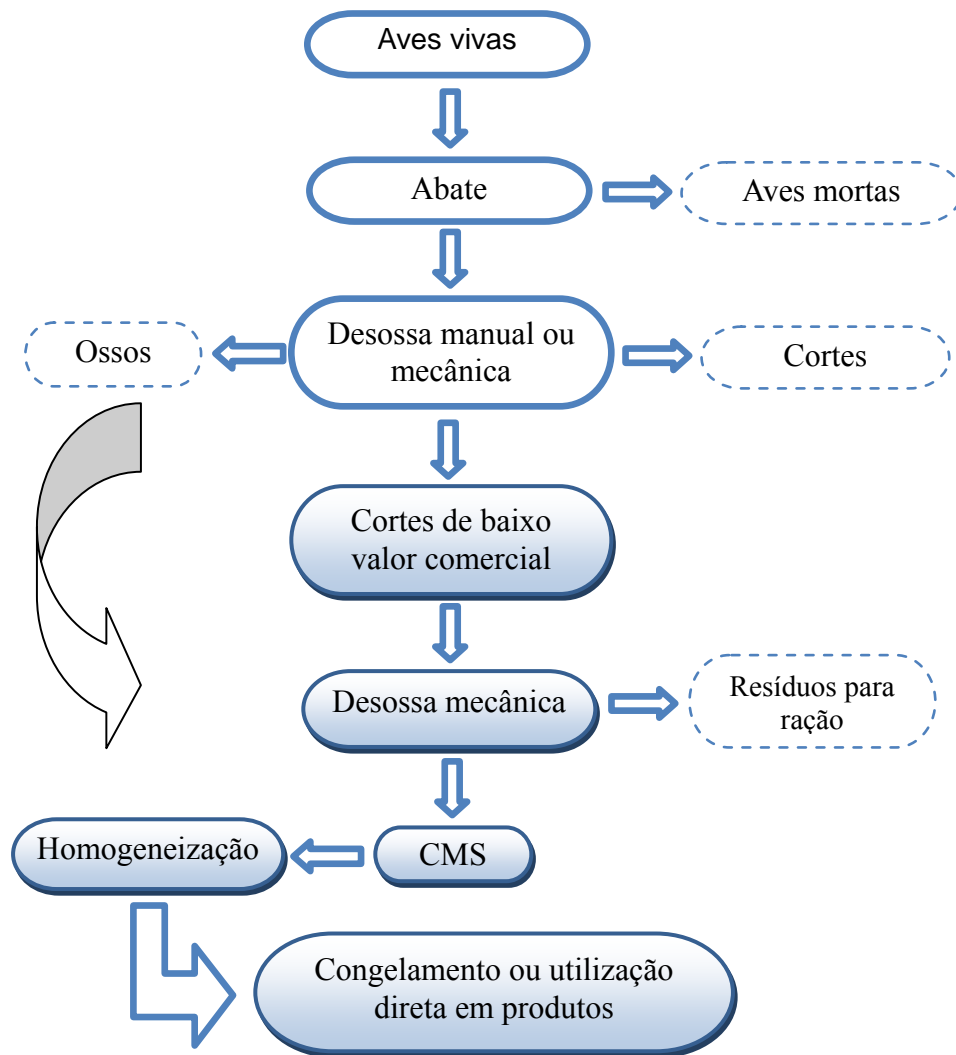 Aves vivas
Abate
Aves mortas
Desossa manual ou
mecânica
Ossos
Cortes
Cortes de baixo
valor comercial
Desossa mecânica
Resíduos para
ração
CMS
Homogeneização
Congelamento ou utilização
direta em produtos